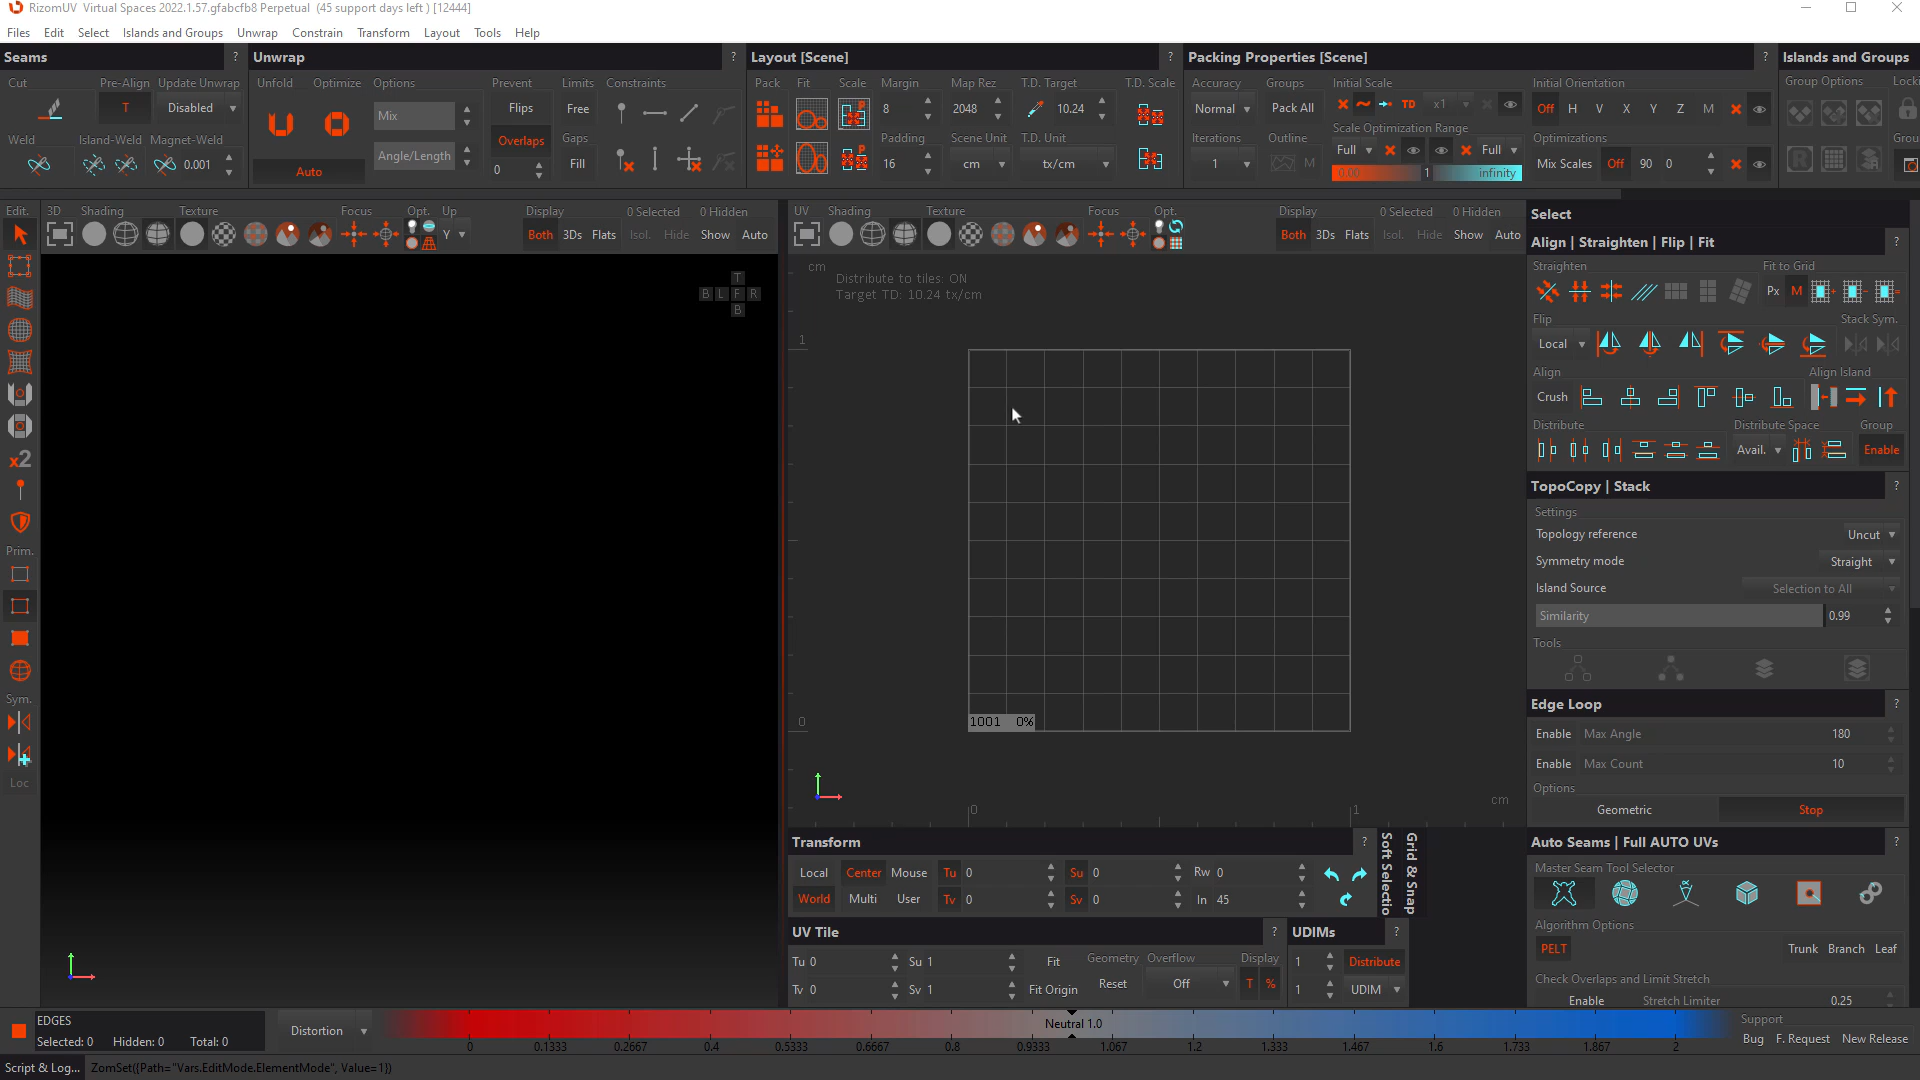 RizomUV Virtual Spaces 2022.1.57.gfabcfb8 Perpetual (45 support days left ) [12444]
Files Edit Select Islands and Groups Unwrap Constrain Transform Layout Tools Help
Seams ? Unwrap ? Layout [Scene] ? Packing Properties [Scene] ? Islands and Groups
Cut Pre-Align Update Unwrap Unfold Optimize Options Prevent Limits Constraints Pack Fit Scale Margin Map Rez T.D. Target T.D. Scale Accuracy Groups Initial Scale Initial Orientation Group Options Locki
T Disabled Mix Flips Free 8 2048 10.24 Normal Pack All TD x1 Off H V X Y Z M
Weld Island-Weld Magnet-Weld Overlaps Gaps Padding Scene Unit T.D. Unit Iterations Outline Scale Optimization Range Optimizations Group
0.001 Auto Angle/Length 0 Fill 16 cm tx/cm 1 M Full Full Mix Scales Off 90 0
0.00 1 infinity
Edit. 3D Shading Texture Focus Opt. Up Display 0 Selected 0 Hidden UV Shading Texture Focus Opt. Display 0 Selected 0 Hidden Select
Y Both 3Ds Flats Isol. Hide Show Auto Both 3Ds Flats Isol. Hide Show Auto
Align | Straighten | Flip | Fit ?
Straighten Fit to Grid
Px M
cm
Distribute to tiles: ON
Target TD: 10.24 tx/cm
T
B L F R
B
Flip Stack Sym.
Local
Align Align Island
Crush
Distribute Distribute Space Group
Avail. Enable
x2
1
0
1001 0%
0 1 cm
TopoCopy | Stack ?
Settings
Topology reference Uncut
Symmetry mode Straight
Island Source Selection to All
Similarity 0.99
Tools
Prim.
Sym.
Loc
Edge Loop ?
Enable Max Angle 180
Enable Max Count 10
Options
Geometric Stop
Transform ?
Local Center Mouse Tu 0 Su 0 Rw 0
World Multi User Tv 0 Sv 0 In 45
Soft Selectio
Grid & Snap
UV Tile ? UDIMs ?
Tu 0 Su 1 Fit Geometry Overflow Display 1 Distribute
Tv 0 Sv 1 Fit Origin Reset Off T % 1 UDIM
Auto Seams | Full AUTO UVs ?
Master Seam Tool Selector
Algorithm Options
PELT Trunk Branch Leaf
Check Overlaps and Limit Stretch
Enable Stretch Limiter 0.25
EDGES
Selected: 0 Hidden: 0 Total: 0
Distortion
Neutral 1.0
0 0.1333 0.2667 0.4 0.5333 0.6667 0.8 0.9333 1.067 1.2 1.333 1.467 1.6 1.733 1.867 2
Support
Bug F. Request New Release
Script & Log... ZomSet({Path="Vars.EditMode.ElementMode", Value=1})